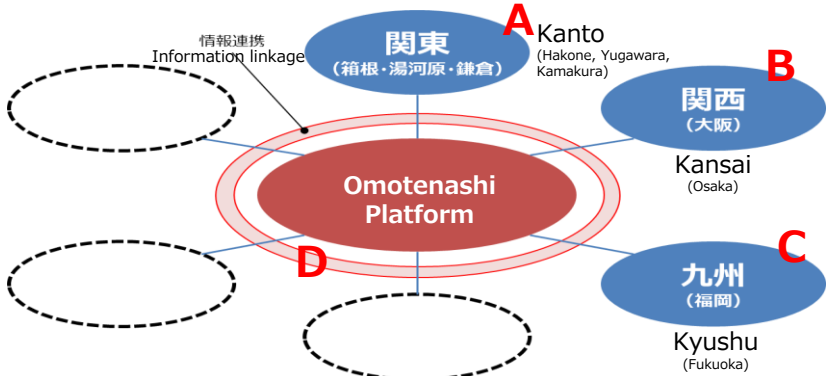 情報連携
Information linkage
関東
(箱根・湯河原・鎌倉)
A
Kanto
(Hakone, Yugawara,
Kamakura)
B
関西
(大阪)
Kansai
(Osaka)
Omotenashi
Platform
D
C
九州
(福岡)
Kyushu
(Fukuoka)